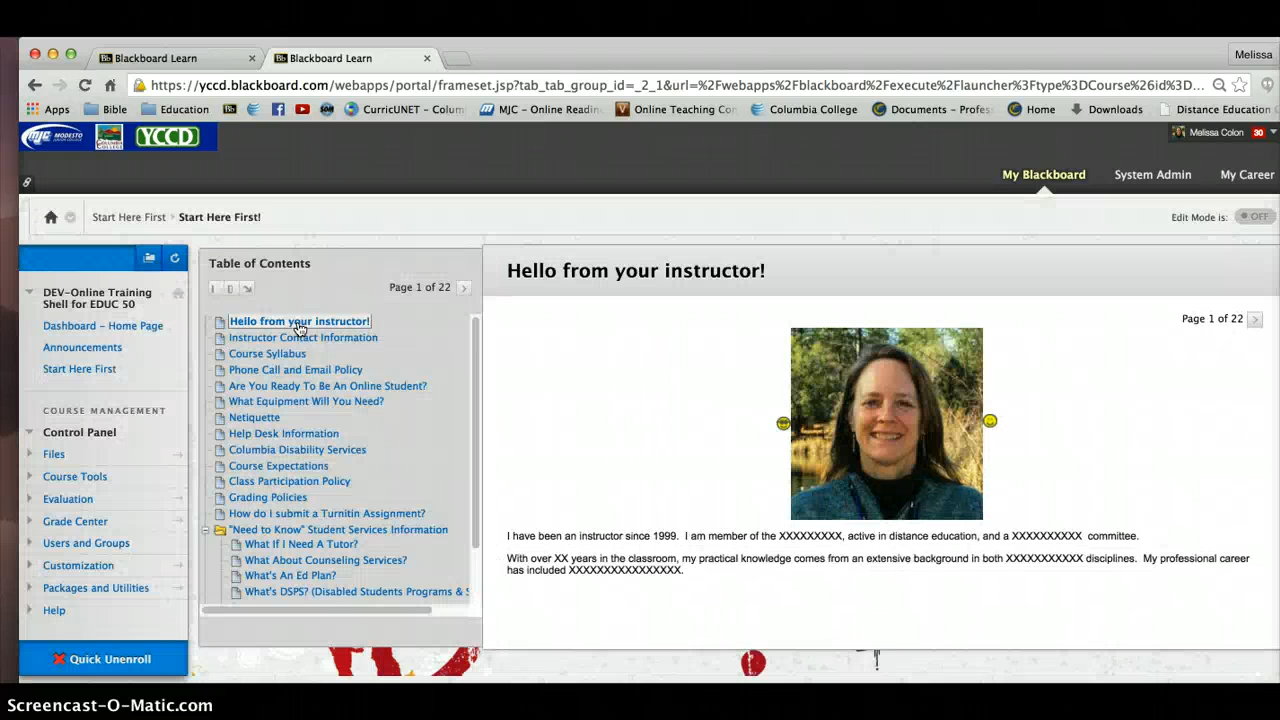 Blackboard Learn
Blackboard Learn
Melissa
https://yccd.blackboard.com/webapps/portal/frameset.jsp?tab_tab_group_id=_2_1&url=%2Fwebapps%2Fblackboard%2Fexecute%2Flauncher%3Ftype%3DCourse%26id%3D...
Apps Bible Education Bb CurricUNET - Colum MJC - Online Readin Online Teaching Co Columbia College Documents - Profes Home Downloads Distance Education
MJC MODESTO
YCCD
Melissa Colon 30
My Blackboard System Admin My Career
Start Here First Start Here First!
Edit Mode is: OFF
DEV-Online Training
Shell for EDUC 50
Dashboard - Home Page
Announcements
Start Here First
COURSE MANAGEMENT
Control Panel
Files
Course Tools
Evaluation
Grade Center
Users and Groups
Customization
Packages and Utilities
Help
Quick Unenroll
Table of Contents
Page 1 of 22
Hello from your instructor!
Instructor Contact Information
Course Syllabus
Phone Call and Email Policy
Are You Ready To Be An Online Student?
What Equipment Will You Need?
Netiquette
Help Desk Information
Columbia Disability Services
Course Expectations
Class Participation Policy
Grading Policies
How do I submit a Turnitin Assignment?
"Need to Know" Student Services Information
What If I Need A Tutor?
What About Counseling Services?
What's An Ed Plan?
What's DSPS? (Disabled Students Programs & S
Hello from your instructor!
Page 1 of 22
I have been an instructor since 1999. I am member of the XXXXXXXXX, active in distance education, and a XXXXXXXXXX committee.
With over XX years in the classroom, my practical knowledge comes from an extensive background in both XXXXXXXXXXX disciplines. My professional career
has included XXXXXXXXXXXXXXXX.
Screencast-O-Matic.com